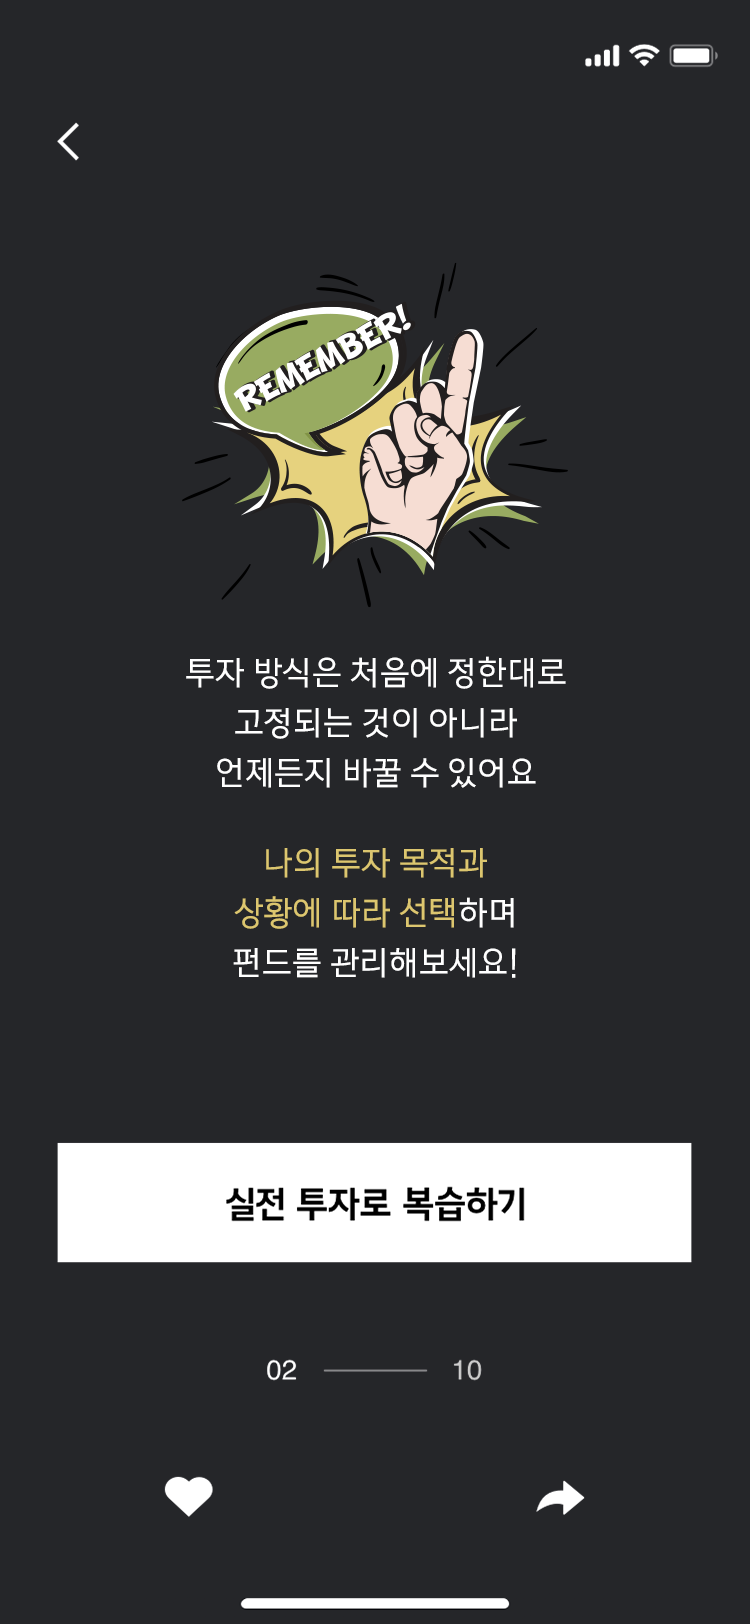 REMEMBER!
투자 방식은 처음에 정한대로
고정되는 것이 아니라
언제든지 바꿀 수 있어요
나의 투자 목적과
상황에 따라 선택하며
펀드를 관리해보세요!
실전 투자로 복습하기
02 10